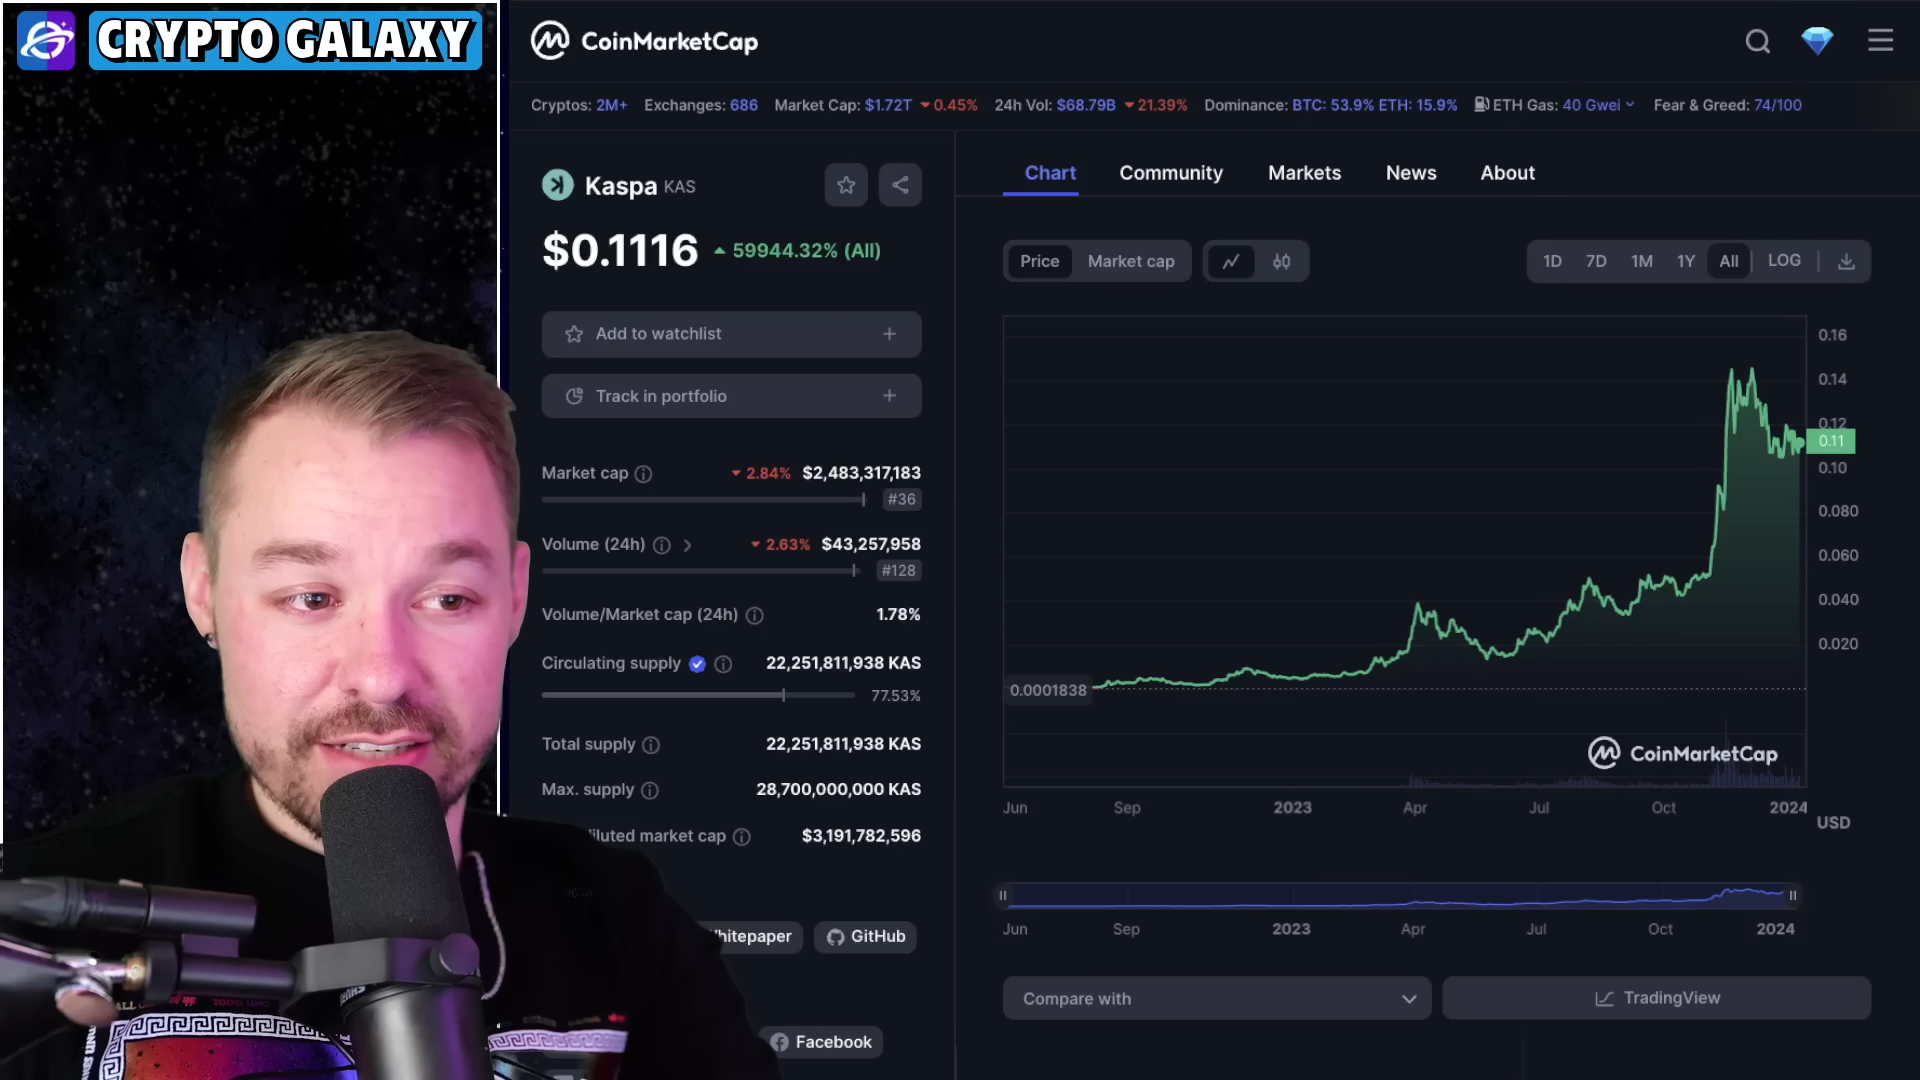 CRYPTO GALAXY
CoinMarketCap
Cryptos: 2M+ Exchanges: 686 Market Cap: $1.72T 0.45% 24h Vol: $68.79B 21.39% Dominance: BTC: 53.9% ETH: 15.9% ETH Gas: 40 Gwei Fear & Greed: 74/100
Kaspa KAS
$0.1116 59944.32% (All)
Add to watchlist
Track in portfolio
Market cap 2.84% $2,483,317,183
#36
Volume (24h) 2.63% $43,257,958
#128
Volume/Market cap (24h) 1.78%
Circulating supply 22,251,811,938 KAS
77.53%
Total supply 22,251,811,938 KAS
Max. supply 28,700,000,000 KAS
iluted market cap $3,191,782,596
hitepaper GitHub
Facebook
Chart Community Markets News About
Price Market cap 1D 7D 1M 1Y All LOG
0.16
0.14
0.12
0.11
0.10
0.080
0.060
0.040
0.020
0.0001838
CoinMarketCap
Jun Sep 2023 Apr Jul Oct 2024
USD
Jun Sep 2023 Apr Jul Oct 2024
Compare with TradingView